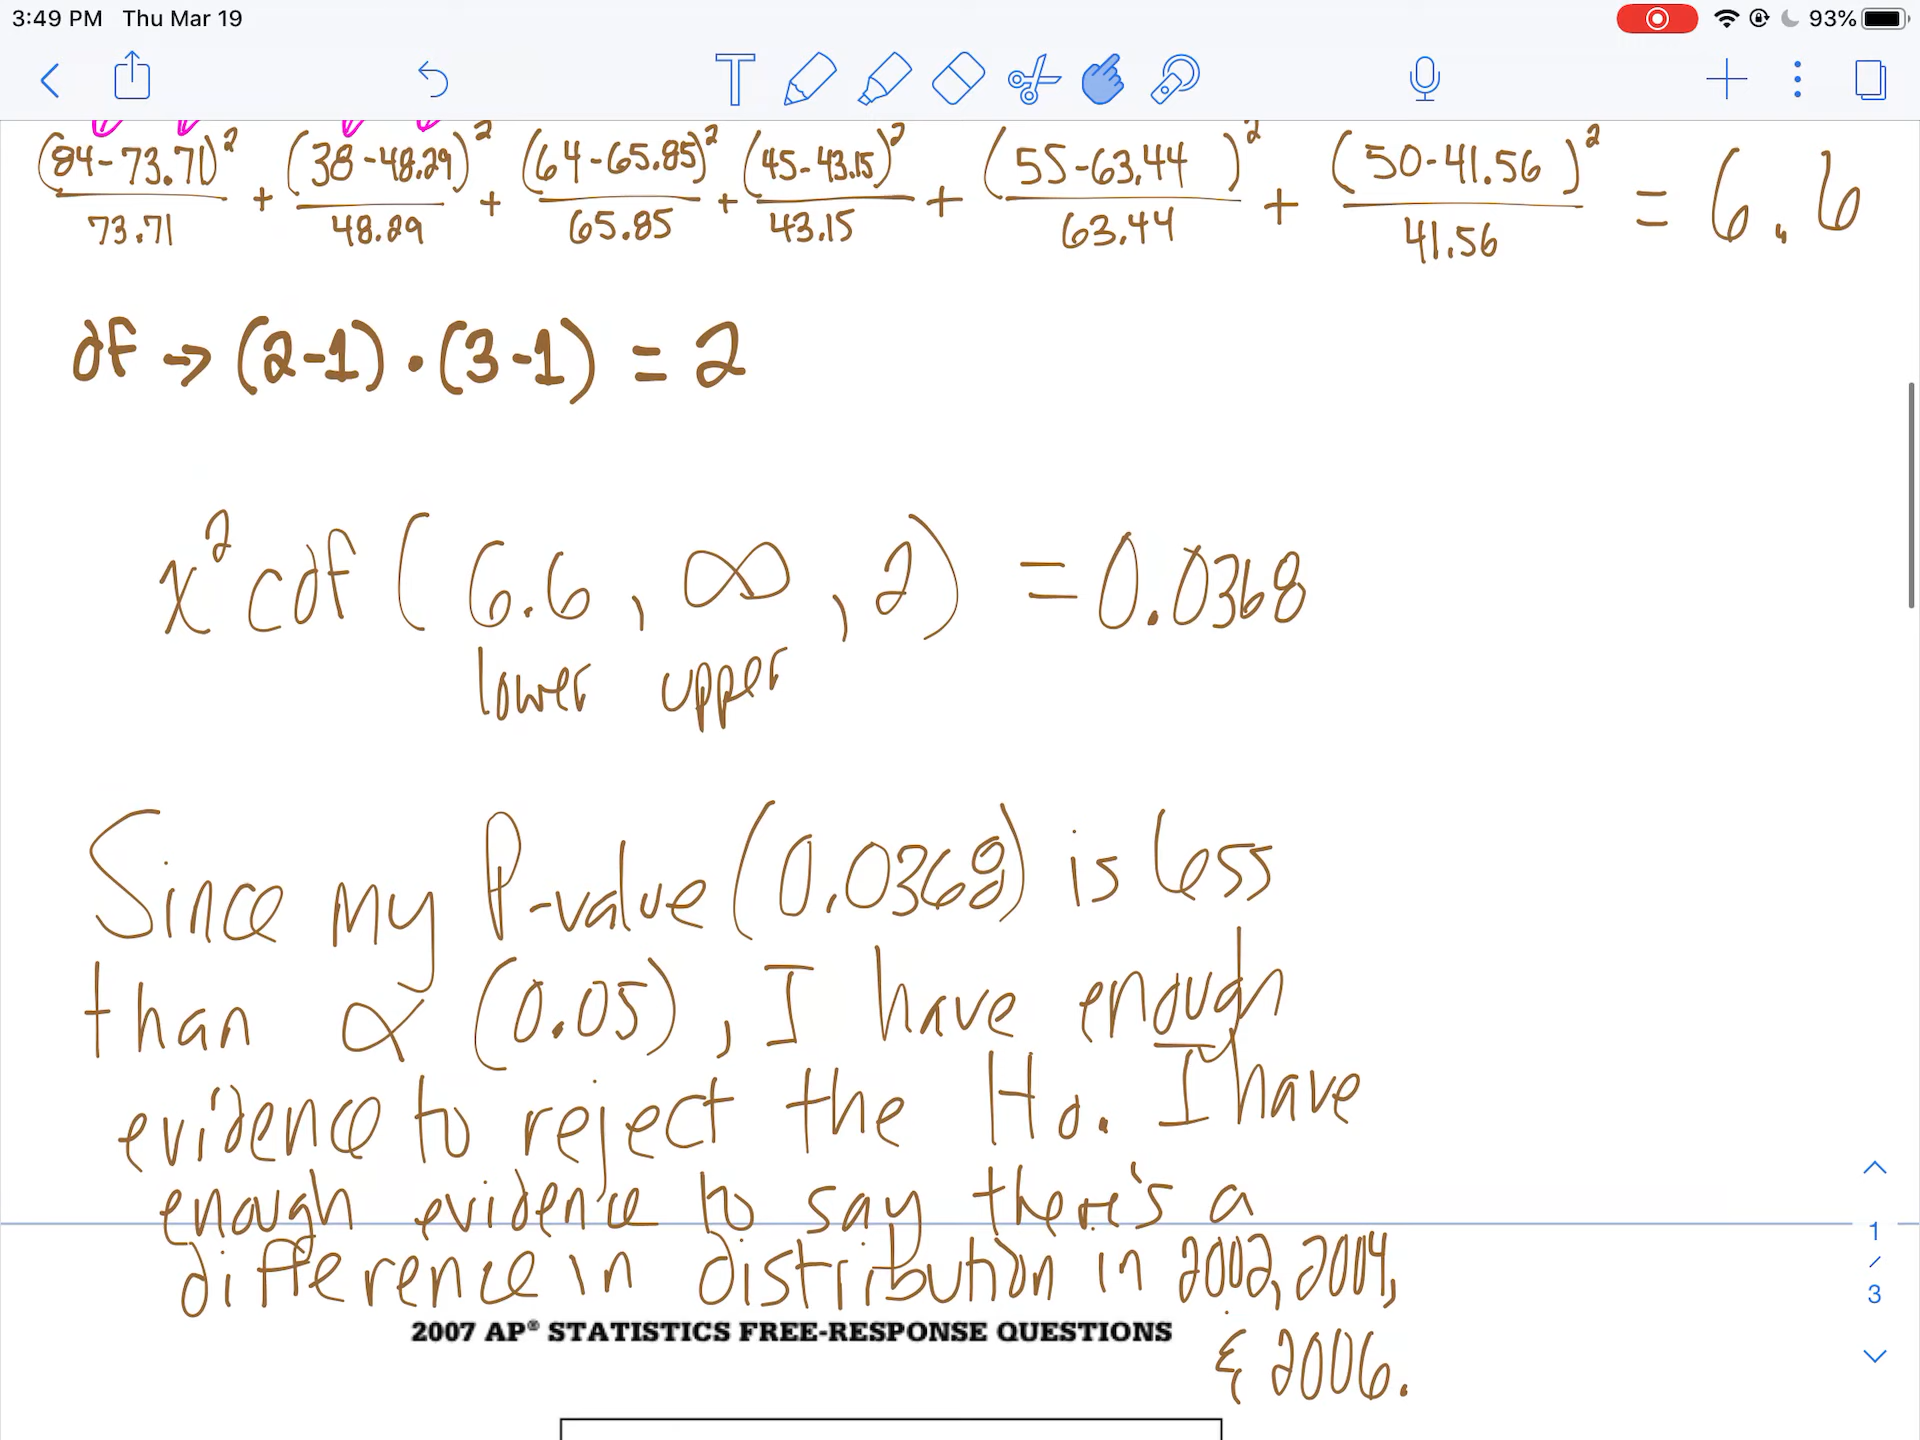 3:49 PM Thu Mar 19 93%
(84-73.71)²/73.71 + (38-48.29)²/48.29 + (64-65.85)²/65.85 + (45-43.15)²/43.15 + (55-63.44)²/63.44 + (50-41.56)²/41.56 = 6.6
df → (2-1)·(3-1) = 2
χ²cdf (6.6, ∞, 2) = 0.0368
lower upper
Since my P-value (0.0368) is less
than α (0.05), I have enough
evidence to reject the Ho. I have
enough evidence to say there's a
difference in distribution in 2002, 2004,
2007 AP® STATISTICS FREE-RESPONSE QUESTIONS
& 2006.
1
/
3